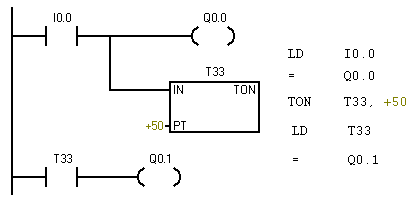 I0.0 Q0.0
T33
IN TON
+50 PT
T33 Q0.1
LD I0.0
= Q0.0
TON T33, +50
LD T33
= Q0.1